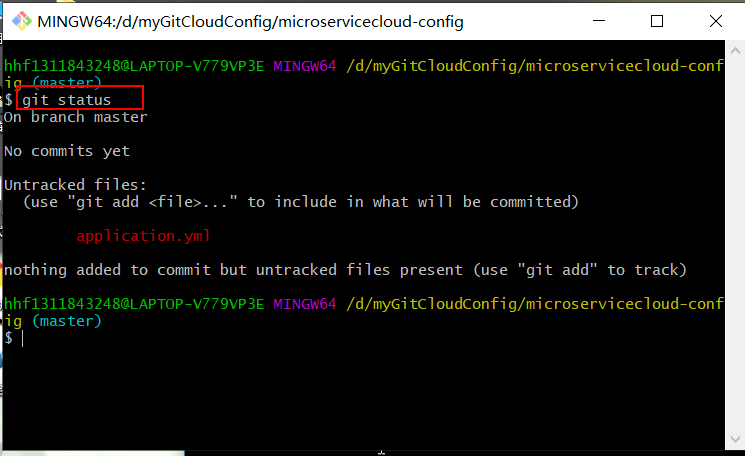 MINGW64:/d/myGitCloudConfig/microservicecloud-config
hhf1311843248@LAPTOP-V779VP3E MINGW64 /d/myGitCloudConfig/microservicecloud-conf
ig (master)
$ git status
On branch master
No commits yet
Untracked files:
(use "git add <file>..." to include in what will be committed)
application.yml
nothing added to commit but untracked files present (use "git add" to track)
hhf1311843248@LAPTOP-V779VP3E MINGW64 /d/myGitCloudConfig/microservicecloud-conf
ig (master)
$